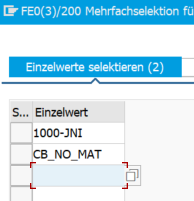 FE0(3)/200 Mehrfachselektion fü
Einzelwerte selektieren (2)
S... Einzelwert
1000-JNI
CB_NO_MAT